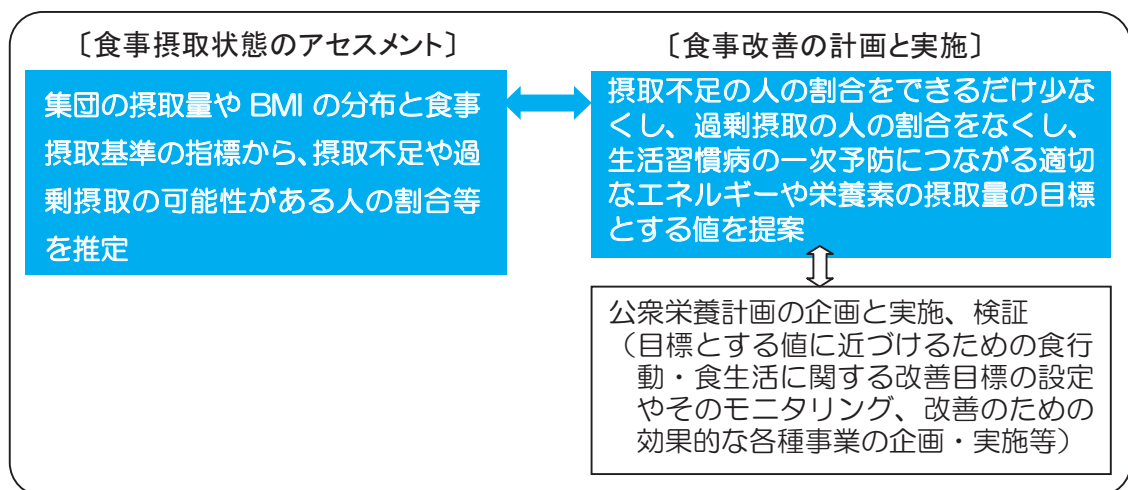 〔食事摂取状態のアセスメント〕
集団の摂取量や BMI の分布と食事
摂取基準の指標から、摂取不足や過
剰摂取の可能性がある人の割合等
を推定
〔食事改善の計画と実施〕
摂取不足の人の割合をできるだけ少な
くし、過剰摂取の人の割合をなくし、
生活習慣病の一次予防につながる適切
なエネルギーや栄養素の摂取量の目標
とする値を提案
公衆栄養計画の企画と実施、検証
（目標とする値に近づけるための食行
動・食生活に関する改善目標の設定
やそのモニタリング、改善のための
効果的な各種事業の企画・実施等）